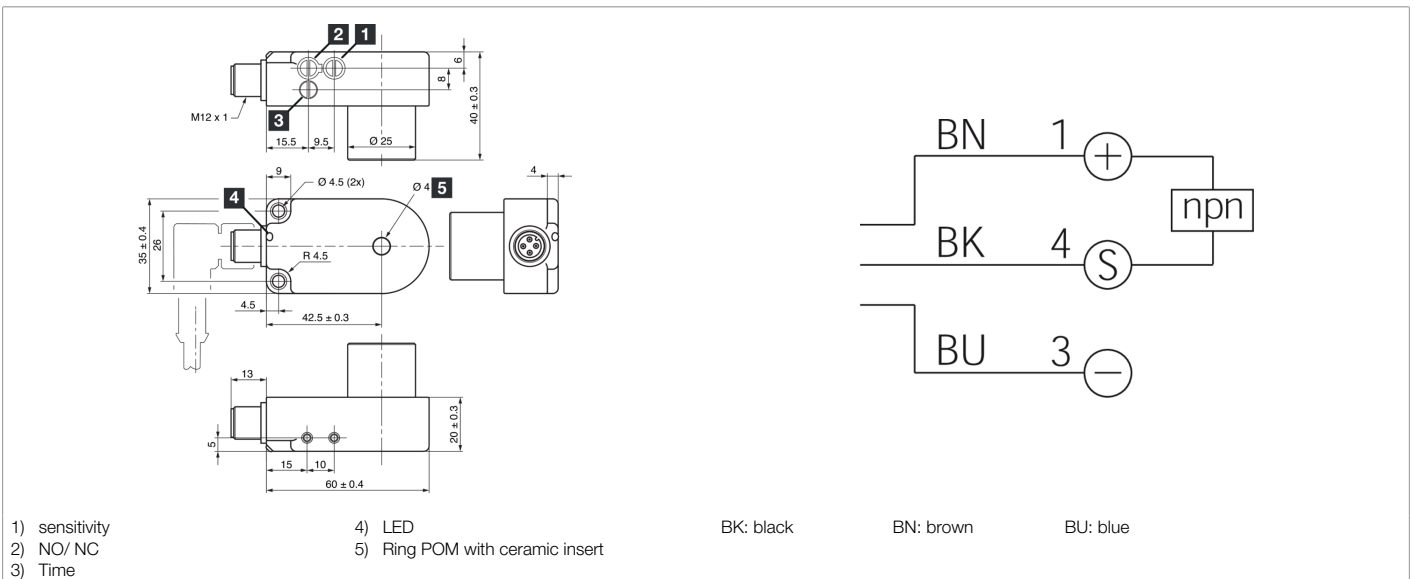 2 1
6
8
40 ± 0.3
M12 x 1
3
15.5 9.5 Ø 25
9
Ø 4.5 (2x)
4
Ø 4 5
4
35 ± 0.4
26
R 4.5
4.5
42.5 ± 0.3
13
5
20 ± 0.3
15 10
60 ± 0.4
BN 1 +
npn
BK 4 S
BU 3 −
1) sensitivity
2) NO/ NC
3) Time
4) LED
5) Ring POM with ceramic insert
BK: black BN: brown BU: blue